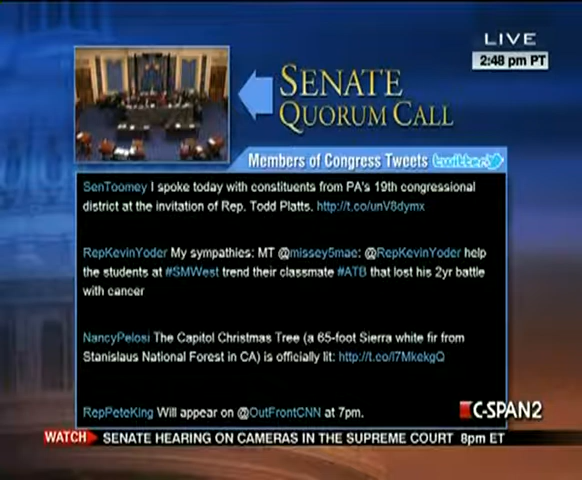 LIVE
2:48 pm PT
SENATE
QUORUM CALL
Members of Congress Tweets twitter
SenToomey I spoke today with constituents from PA's 19th congressional
district at the invitation of Rep. Todd Platts. http://t.co/unV8dymx
RepKevinYoder My sympathies: MT @missey5mae: @RepKevinYoder help
the students at #SMWest trend their classmate #ATB that lost his 2yr battle
with cancer
NancyPelosi The Capitol Christmas Tree (a 65-foot Sierra white fir from
Stanislaus National Forest in CA) is officially lit: http://t.co/l7MkekgQ
RepPeteKing Will appear on @OutFrontCNN at 7pm.
C-SPAN2
WATCH SENATE HEARING ON CAMERAS IN THE SUPREME COURT 8pm ET